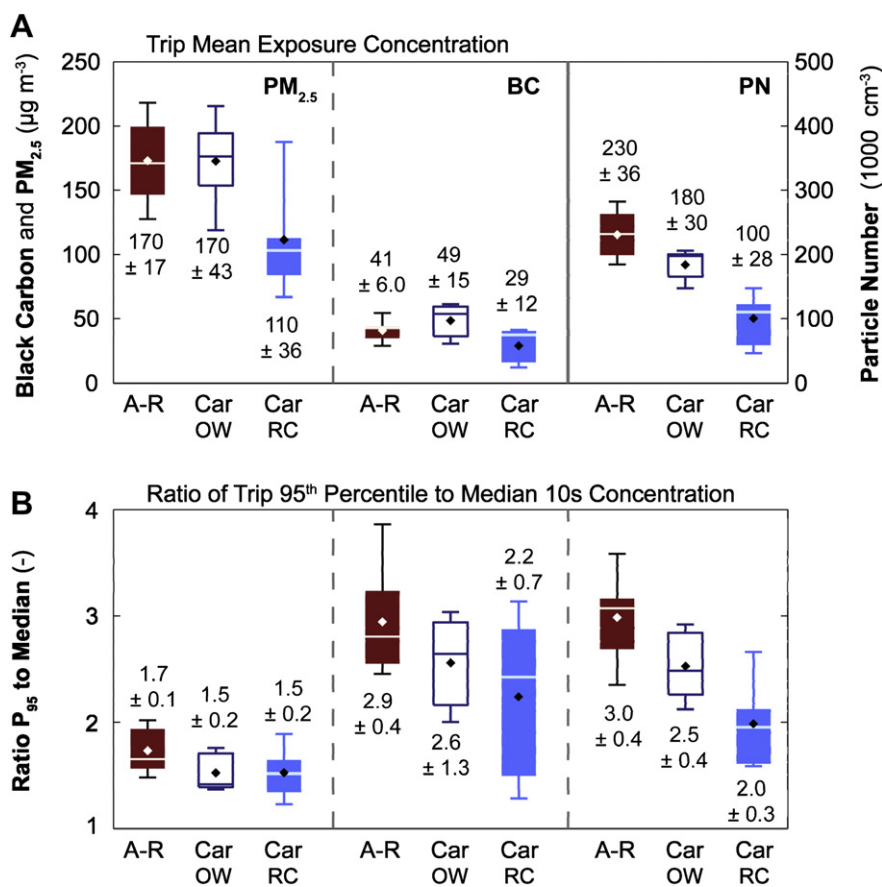 A
Trip Mean Exposure Concentration
Black Carbon and PM2.5 (µg m-3)
250
200
150
100
50
0
PM2.5
BC
PN
500
400
300
200
100
0
Particle Number (1000 cm-3)
170
± 17
170
± 43
110
± 36
41
± 6.0
49
± 15
29
± 12
230
± 36
180
± 30
100
± 28
A-R
Car
OW
Car
RC
A-R
Car
OW
Car
RC
A-R
Car
OW
Car
RC
B
Ratio of Trip 95th Percentile to Median 10s Concentration
Ratio P95 to Median (-)
4
3
2
1
1.7
± 0.1
1.5
± 0.2
1.5
± 0.2
2.9
± 0.4
2.6
± 1.3
2.2
± 0.7
3.0
± 0.4
2.5
± 0.4
2.0
± 0.3
A-R
Car
OW
Car
RC
A-R
Car
OW
Car
RC
A-R
Car
OW
Car
RC